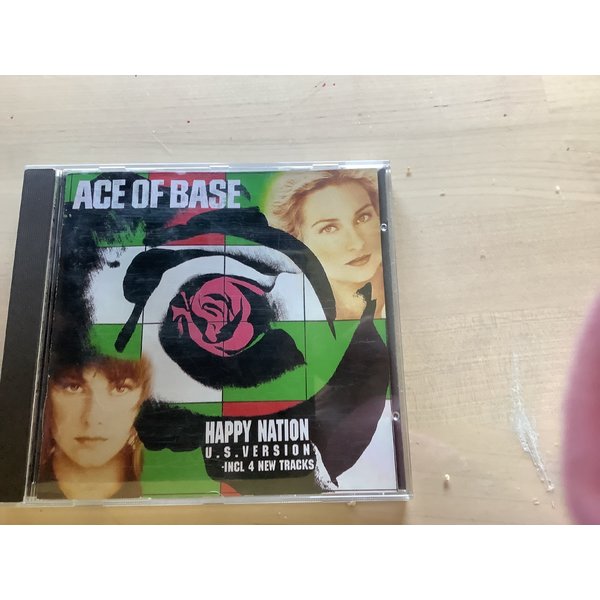 ACE OF BASE
HAPPY NATION
U.S.VERSION
-INCL 4 NEW TRACKS